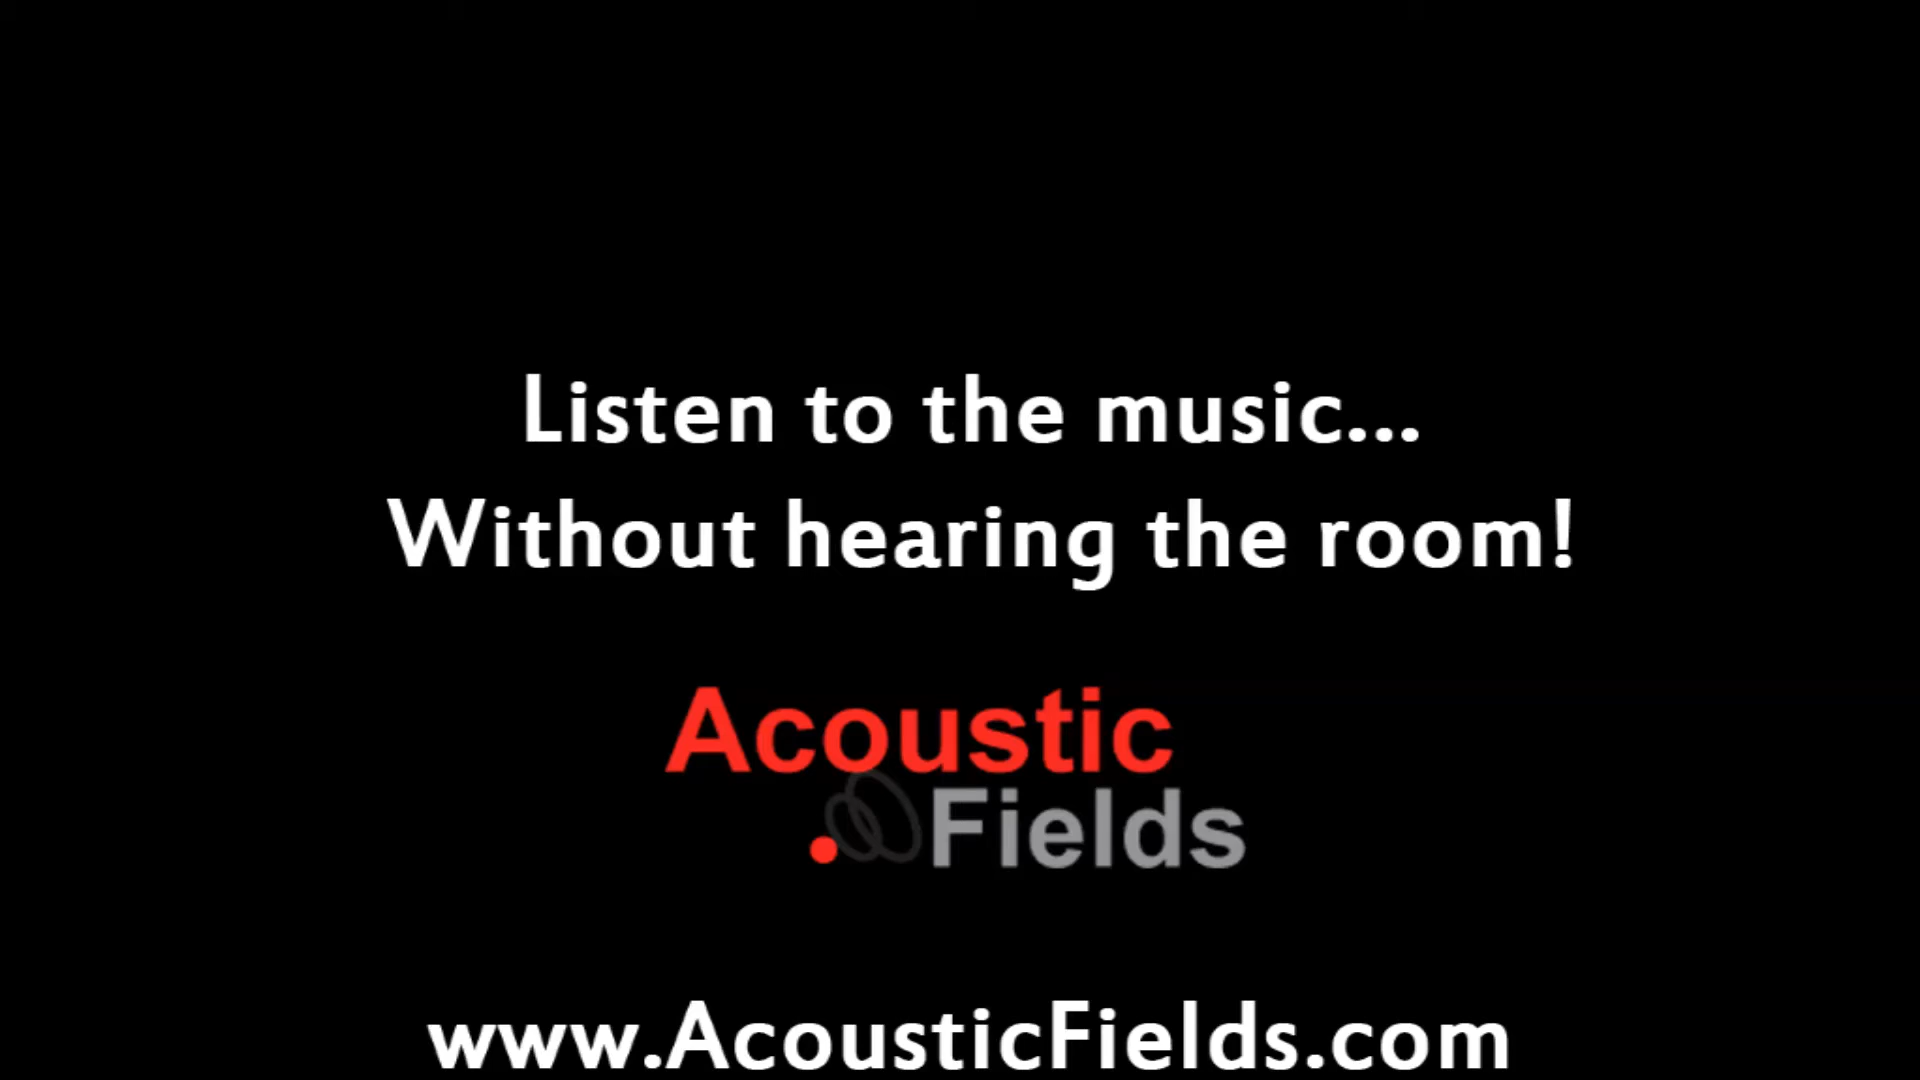 Listen to the music...
Without hearing the room!
Acoustic
Fields
www.AcousticFields.com